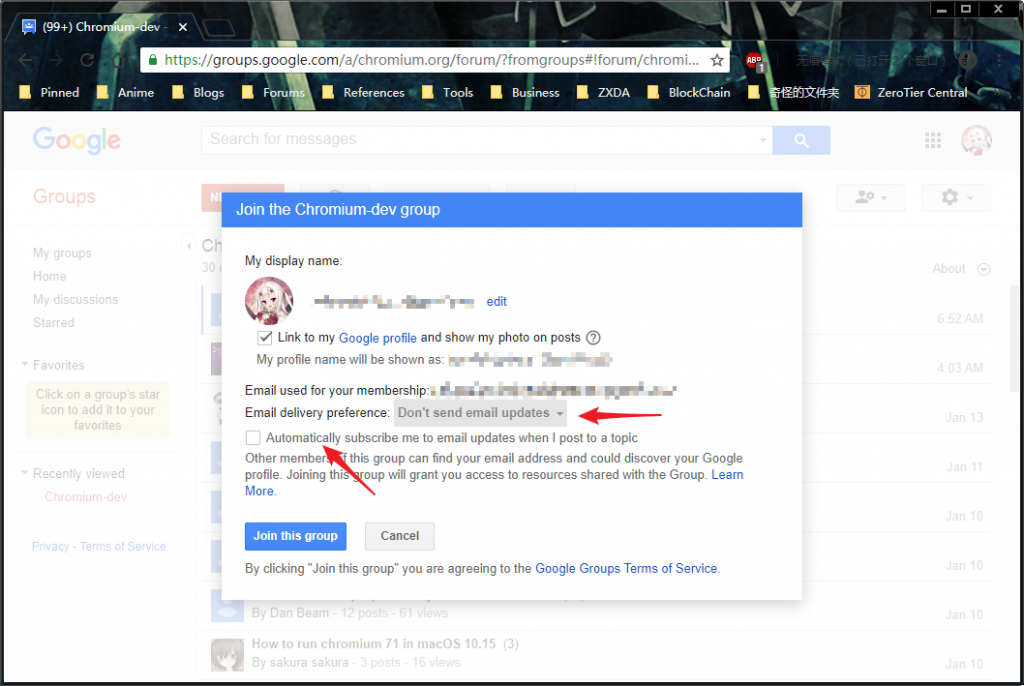 (99+) Chromium-dev
https://groups.google.com/a/chromium.org/forum/?fromgroups#!forum/chromi...
ABP
1
Pinned Anime Blogs Forums References Tools Business ZXDA BlockChain 奇怪的文件夹 ZeroTier Central
Google
Search for messages
Groups
Join the Chromium-dev group
My groups
Home
My discussions
Starred
About
My display name:
edit
6:52 AM
Link to my Google profile and show my photo on posts
My profile name will be shown as:
Favorites
4:03 AM
Click on a group's star
icon to add it to your
favorites
Email used for your membership:
Email delivery preference: Don't send email updates
Jan 13
Automatically subscribe me to email updates when I post to a topic
Other members of this group can find your email address and could discover your Google
profile. Joining this group will grant you access to resources shared with the Group. Learn
More.
Jan 11
Recently viewed
Chromium-dev
Jan 10
Join this group Cancel
Privacy - Terms of Service
By clicking "Join this group" you are agreeing to the Google Groups Terms of Service.
Jan 10
By Dan Beam - 12 posts - 61 views
Jan 10
How to run chromium 71 in macOS 10.15 (3)
By sakura sakura - 3 posts - 16 views
Jan 10